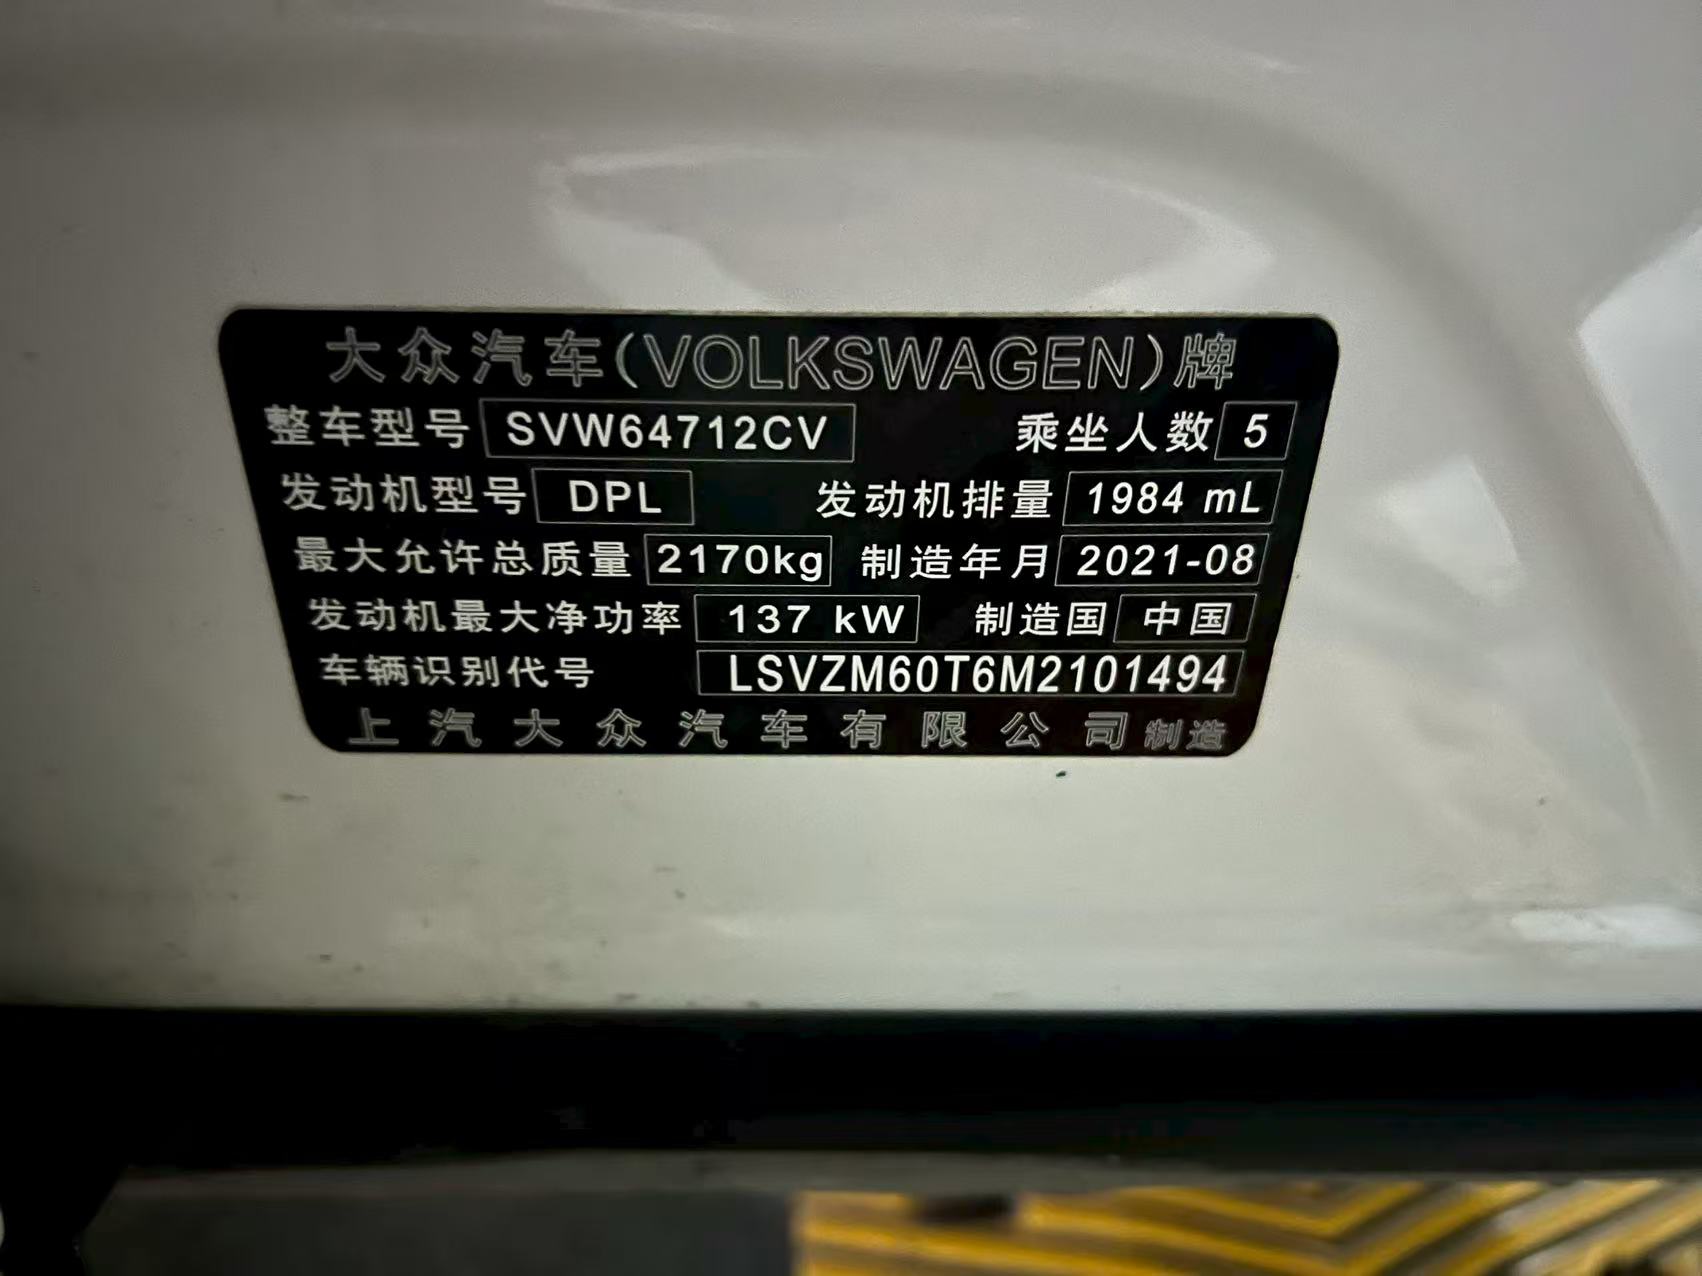 大众汽车(VOLKSWAGEN)牌
整车型号 SVW64712CV 乘坐人数 5
发动机型号 DPL 发动机排量 1984 mL
最大允许总质量 2170kg 制造年月 2021-08
发动机最大净功率 137 kW 制造国 中国
车辆识别代号 LSVZM60T6M2101494
上汽大众汽车有限公司制造